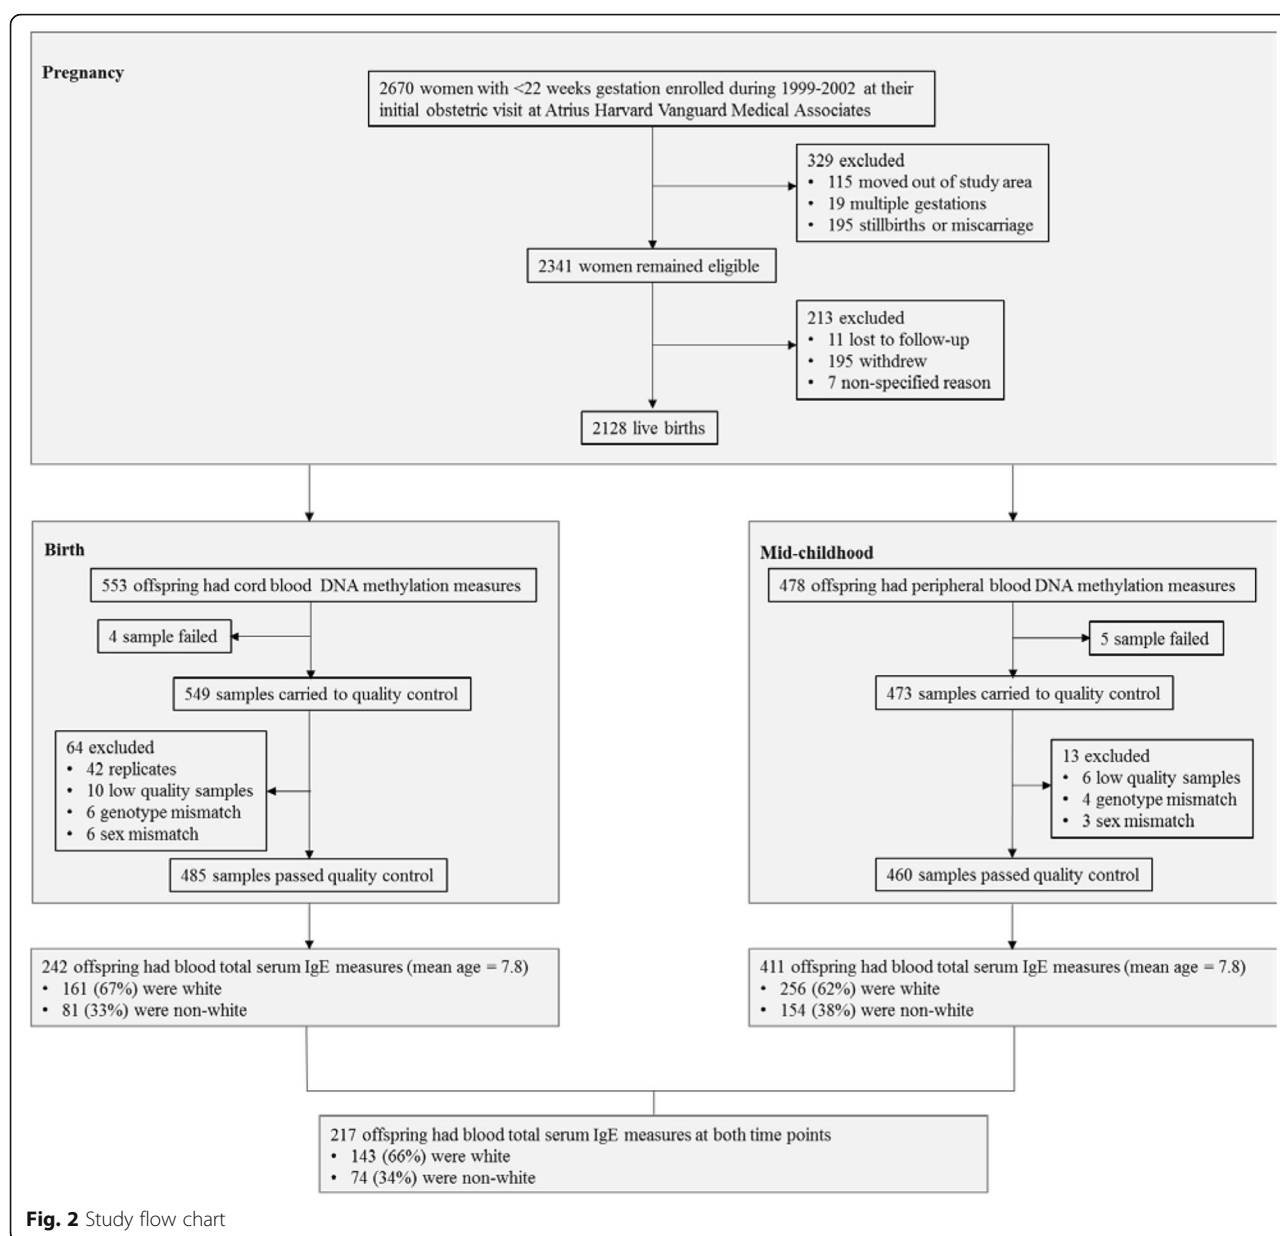 Pregnancy
2670 women with <22 weeks gestation enrolled during 1999-2002 at their
initial obstetric visit at Atrius Harvard Vanguard Medical Associates
329 excluded
• 115 moved out of study area
• 19 multiple gestations
• 195 stillbirths or miscarriage
2341 women remained eligible
213 excluded
• 11 lost to follow-up
• 195 withdrew
• 7 non-specified reason
2128 live births
Birth
553 offspring had cord blood DNA methylation measures
4 sample failed
549 samples carried to quality control
64 excluded
• 42 replicates
• 10 low quality samples
• 6 genotype mismatch
• 6 sex mismatch
485 samples passed quality control
242 offspring had blood total serum IgE measures (mean age = 7.8)
• 161 (67%) were white
• 81 (33%) were non-white
Mid-childhood
478 offspring had peripheral blood DNA methylation measures
5 sample failed
473 samples carried to quality control
13 excluded
• 6 low quality samples
• 4 genotype mismatch
• 3 sex mismatch
460 samples passed quality control
411 offspring had blood total serum IgE measures (mean age = 7.8)
• 256 (62%) were white
• 154 (38%) were non-white
217 offspring had blood total serum IgE measures at both time points
• 143 (66%) were white
• 74 (34%) were non-white
Fig. 2 Study flow chart